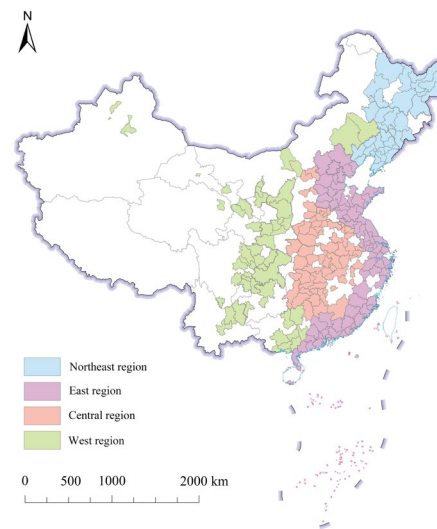 N
Northeast region
East region
Central region
West region
0 500 1000 2000 km